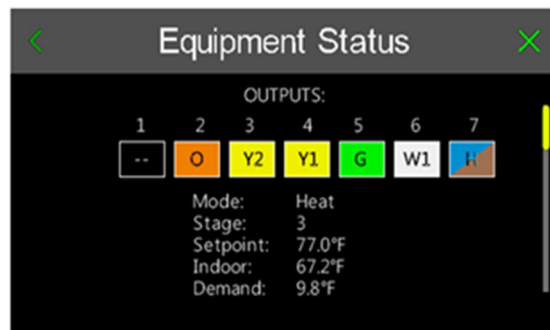 Equipment Status
OUTPUTS:
1 2 3 4 5 6 7
-- O Y2 Y1 G W1 H
Mode: Heat
Stage: 3
Setpoint: 77.0°F
Indoor: 67.2°F
Demand: 9.8°F